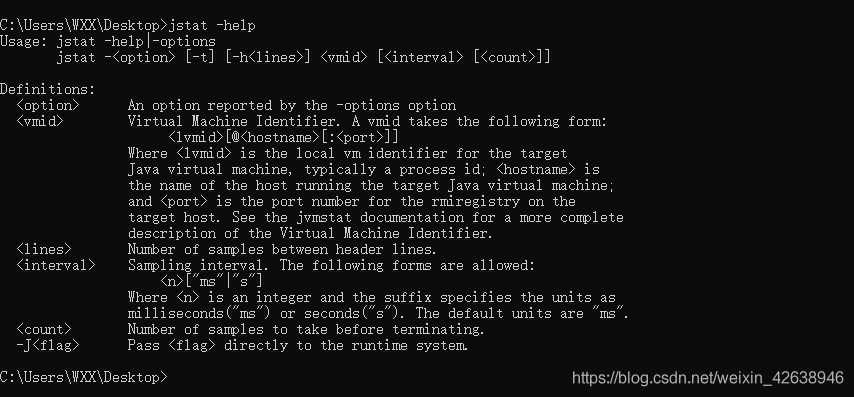 C:\Users\WXX\Desktop>jstat -help
Usage: jstat -help|-options
       jstat -<option> [-t] [-h<lines>] <vmid> [<interval> [<count>]]

Definitions:
  <option>      An option reported by the -options option
  <vmid>        Virtual Machine Identifier. A vmid takes the following form:
                     <lvmid>[@<hostname>[:<port>]]
                Where <lvmid> is the local vm identifier for the target
                Java virtual machine, typically a process id; <hostname> is
                the name of the host running the target Java virtual machine;
                and <port> is the port number for the rmiregistry on the
                target host. See the jvmstat documentation for a more complete
                description of the Virtual Machine Identifier.
  <lines>       Number of samples between header lines.
  <interval>    Sampling interval. The following forms are allowed:
                    <n>["ms"|"s"]
                Where <n> is an integer and the suffix specifies the units as
                milliseconds("ms") or seconds("s"). The default units are "ms".
  <count>       Number of samples to take before terminating.
  -J<flag>      Pass <flag> directly to the runtime system.

C:\Users\WXX\Desktop>
https://blog.csdn.net/weixin_42638946